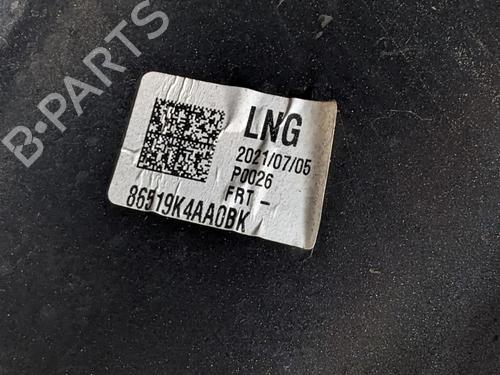 B·PARTS
LNG
2021/07/05
P0026
FRT -
86519K4AA0BK